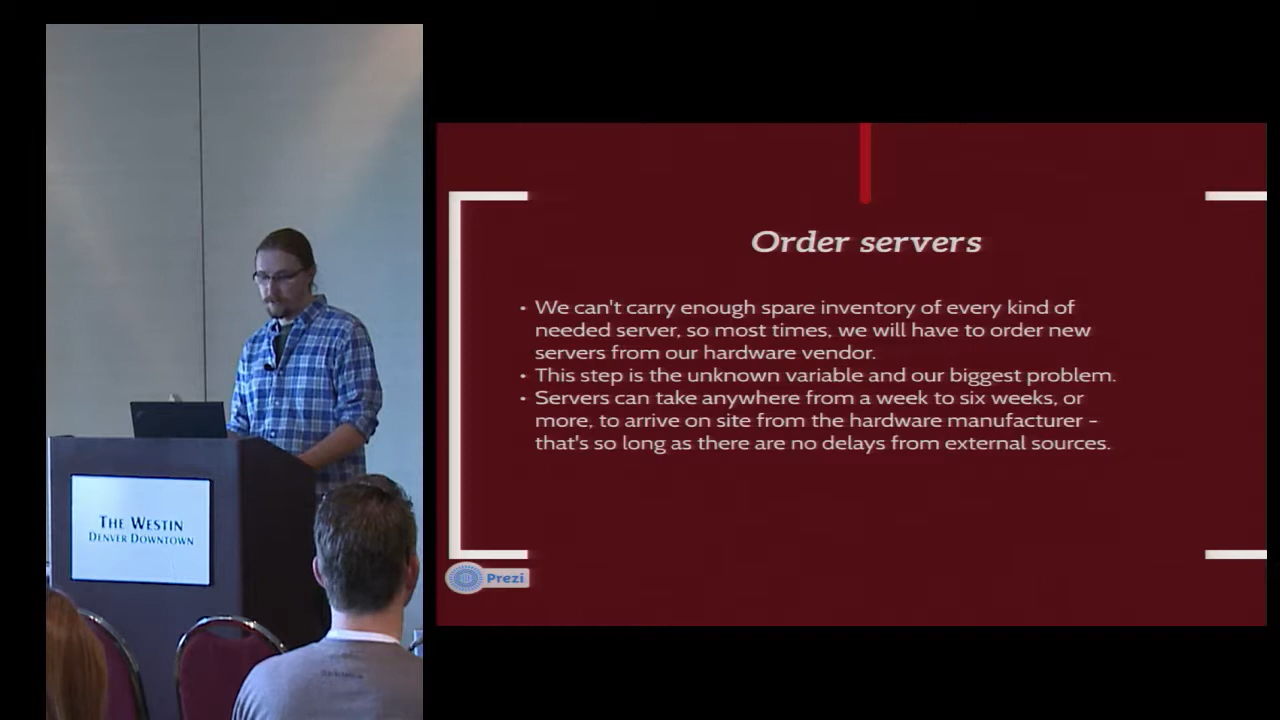 Order servers
• We can't carry enough spare inventory of every kind of
needed server, so most times, we will have to order new
servers from our hardware vendor.
• This step is the unknown variable and our biggest problem.
• Servers can take anywhere from a week to six weeks, or
more, to arrive on site from the hardware manufacturer -
that's so long as there are no delays from external sources.
Prezi
THE WESTIN
DENVER DOWNTOWN